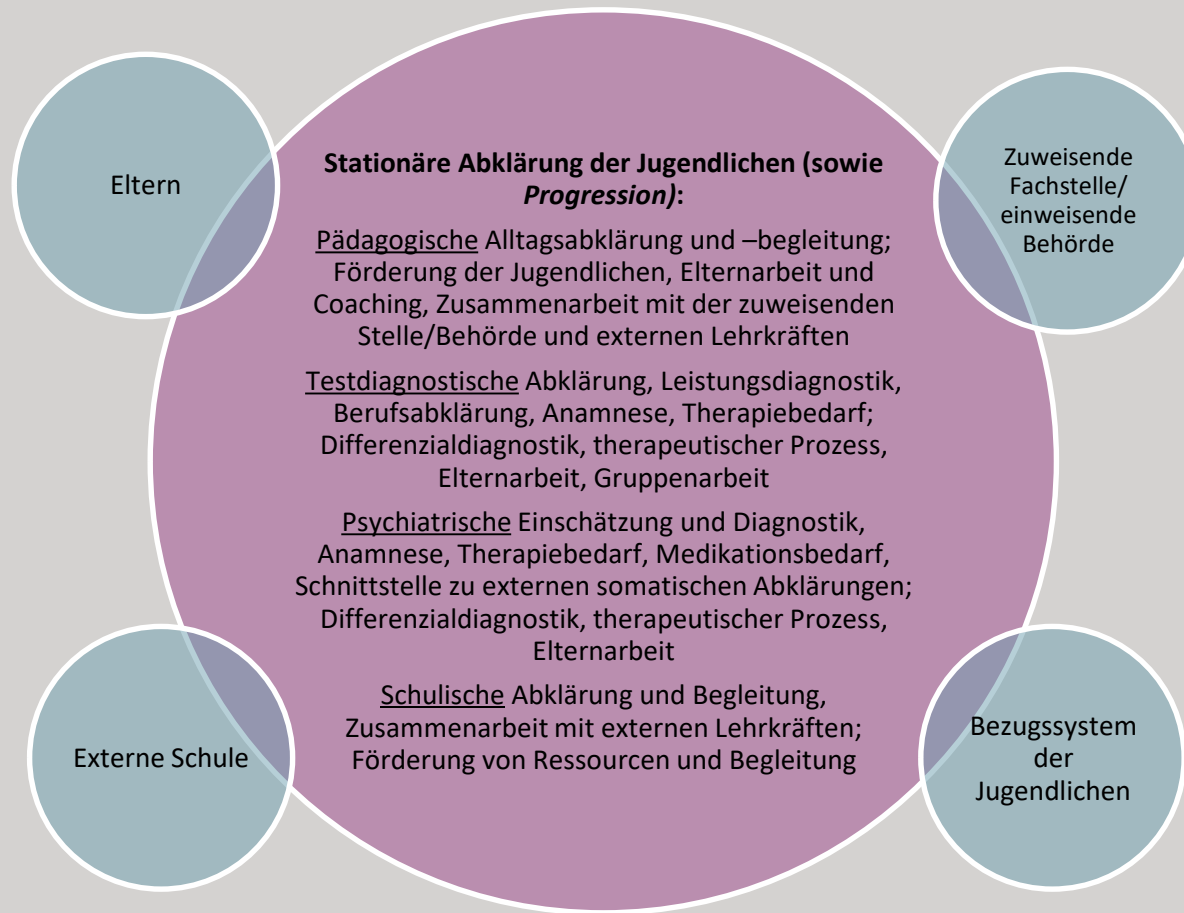 Eltern
Zuweisende
Fachstelle/
einweisende
Behörde
Stationäre Abklärung der Jugendlichen (sowie
Progression):
Pädagogische Alltagsabklärung und –begleitung;
Förderung der Jugendlichen, Elternarbeit und
Coaching, Zusammenarbeit mit der zuweisenden
Stelle/Behörde und externen Lehrkräften
Testdiagnostische Abklärung, Leistungsdiagnostik,
Berufsabklärung, Anamnese, Therapiebedarf;
Differenzialdiagnostik, therapeutischer Prozess,
Elternarbeit, Gruppenarbeit
Psychiatrische Einschätzung und Diagnostik,
Anamnese, Therapiebedarf, Medikationsbedarf,
Schnittstelle zu externen somatischen Abklärungen;
Differenzialdiagnostik, therapeutischer Prozess,
Elternarbeit
Schulische Abklärung und Begleitung,
Zusammenarbeit mit externen Lehrkräften;
Förderung von Ressourcen und Begleitung
Externe Schule
Bezugssystem
der
Jugendlichen